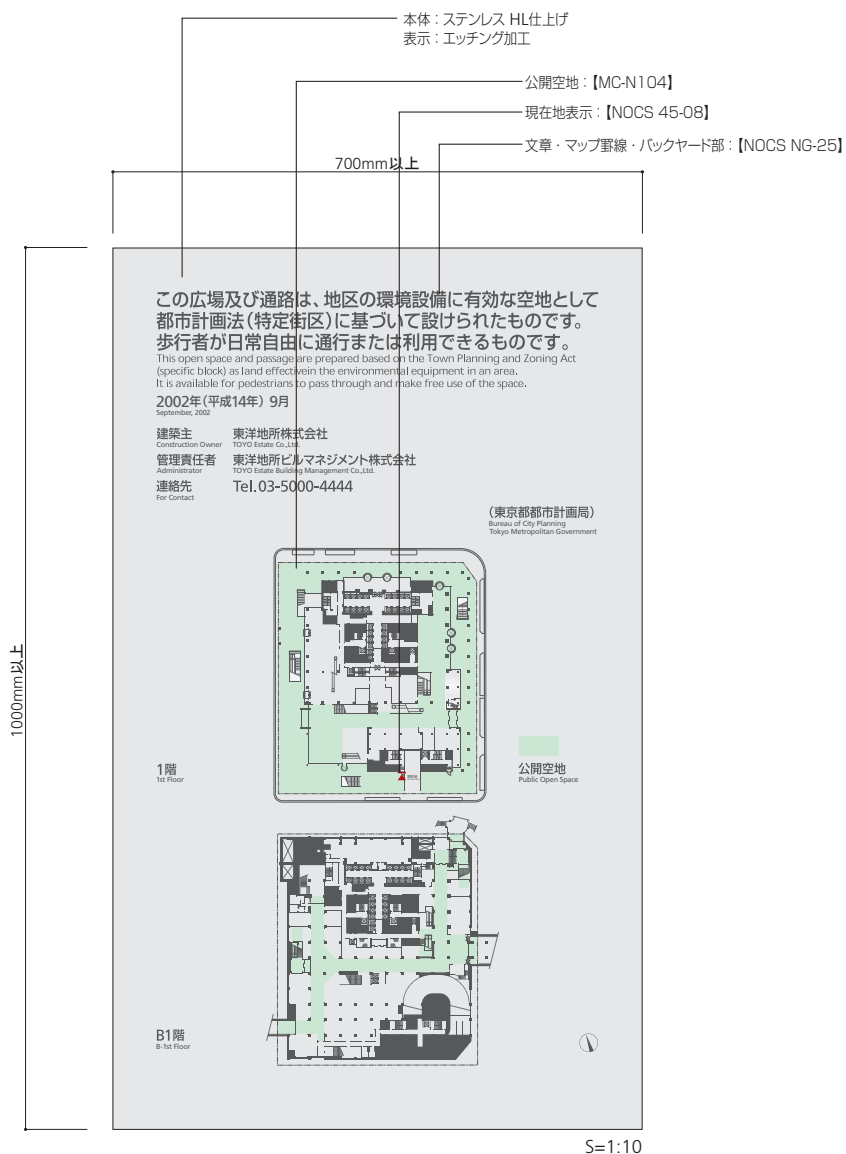 本体：ステンレス HL仕上げ
表示：エッチング加工
公開空地：【MC-N104】
現在地表示：【NOCS 45-08】
文章・マップ罫線・バックヤード部：【NOCS NG-25】
700mm以上
1000mm以上
この広場及び通路は、地区の環境設備に有効な空地として
都市計画法（特定街区）に基づいて設けられたものです。
歩行者が日常自由に通行または利用できるものです。
This open space and passage are prepared based on the Town Planning and Zoning Act
(specific block) as land effectivein the environmental equipment in an area.
It is available for pedestrians to pass through and make free use of the space.
2002年（平成14年） 9月
September, 2002
建築主 東洋地所株式会社
Construction Owner TOYO Estate Co.,Ltd.
管理責任者 東洋地所ビルマネジメント株式会社
Administrator TOYO Estate Building Management Co.,Ltd.
連絡先 Tel.03-5000-4444
For Contact
（東京都都市計画局）
Bureau of City Planning
Tokyo Metropolitan Government
1階
1st Floor
公開空地
Public Open Space
B1階
B-1st Floor
S=1:10